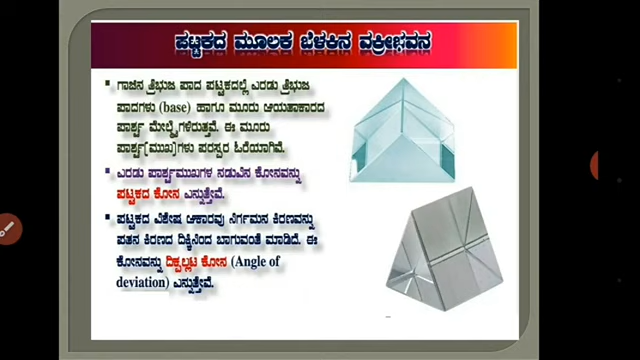 ಪಟ್ಟಕದ ಮೂಲಕ ಬೆಳಕಿನ ವಕ್ರೀಭವನ
ಗಾಜಿನ ತ್ರಿಭುಜ ಪಾದ ಪಟ್ಟಕದಲ್ಲಿ ಎರಡು ತ್ರಿಭುಜ
ಪಾದಗಳು (base) ಹಾಗೂ ಮೂರು ಆಯತಾಕಾರದ
ಪಾರ್ಶ್ವ ಮೇಲ್ಮೈಗಳಿರುತ್ತವೆ. ಈ ಮೂರು
ಪಾರ್ಶ್ವ[ಮುಖ]ಗಳು ಪರಸ್ಪರ ಓರೆಯಾಗಿವೆ.
ಎರಡು ಪಾರ್ಶ್ವಮುಖಗಳ ನಡುವಿನ ಕೋನವನ್ನು
ಪಟ್ಟಕದ ಕೋನ ಎನ್ನುತ್ತೇವೆ.
ಪಟ್ಟಕದ ವಿಶೇಷ ಆಕಾರವು ನಿರ್ಗಮನ ಕಿರಣವನ್ನು
ಪತನ ಕಿರಣದ ದಿಕ್ಕಿನಿಂದ ಬಾಗುವಂತೆ ಮಾಡಿದೆ. ಈ
ಕೋನವನ್ನು ದಿಕ್ಪಲ್ಲಟ ಕೋನ (Angle of
deviation) ಎನ್ನುತ್ತೇವೆ.